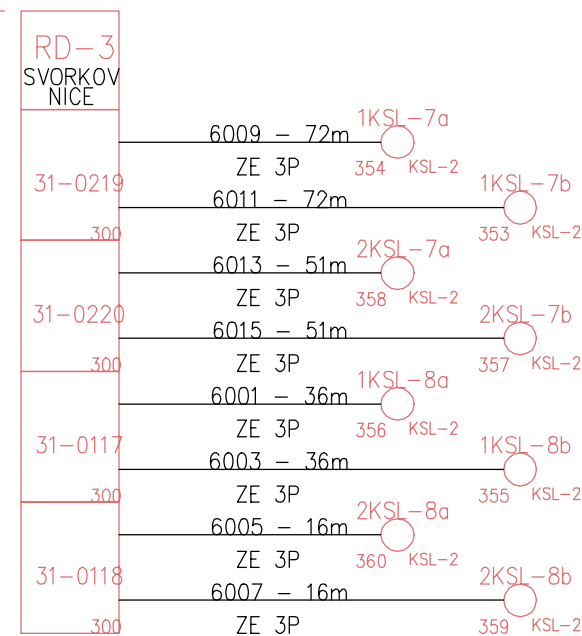 RD-3
SVORKOV
NICE
1KSL-7a
6009 - 72m
ZE 3P
354 KSL-2
31-0219
1KSL-7b
6011 - 72m
300
ZE 3P
353 KSL-2
2KSL-7a
6013 - 51m
ZE 3P
358 KSL-2
31-0220
2KSL-7b
6015 - 51m
300
ZE 3P
357 KSL-2
1KSL-8a
6001 - 36m
ZE 3P
356 KSL-2
31-0117
1KSL-8b
6003 - 36m
300
ZE 3P
355 KSL-2
2KSL-8a
6005 - 16m
ZE 3P
360 KSL-2
31-0118
2KSL-8b
6007 - 16m
300
ZE 3P
359 KSL-2